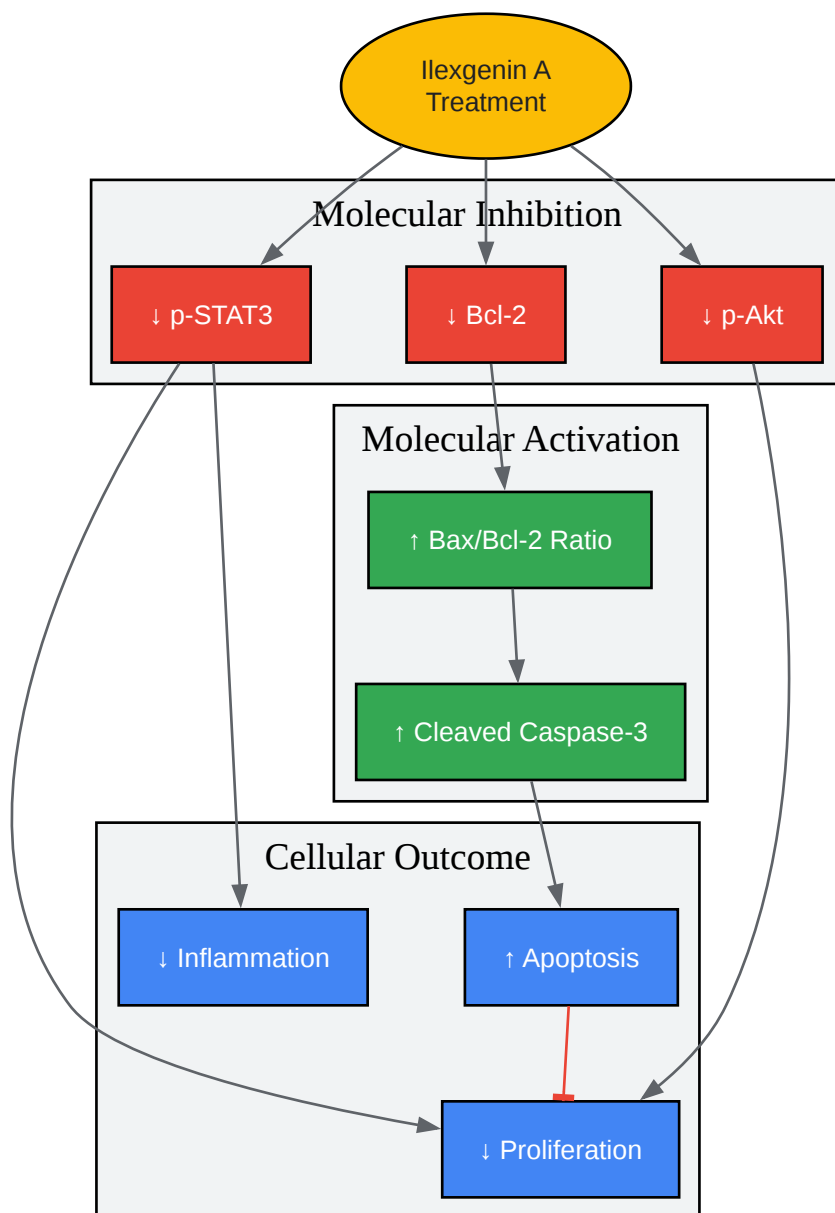 Ilexgenin A
Treatment
Molecular Inhibition
↓ p-STAT3
↓ Bcl-2
↓ p-Akt
Molecular Activation
↑ Bax/Bcl-2 Ratio
↑ Cleaved Caspase-3
Cellular Outcome
↓ Inflammation
↑ Apoptosis
↓ Proliferation